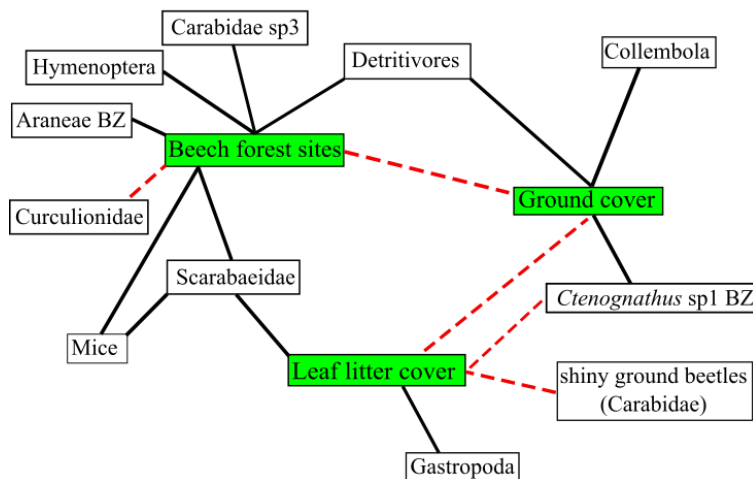 Carabidae sp3
Hymenoptera
Detritivores
Collembola
Araneae BZ
Beech forest sites
Ground cover
Curculionidae
Scarabaeidae
Ctenognathus sp1 BZ
Mice
Leaf litter cover
shiny ground beetles
(Carabidae)
Gastropoda